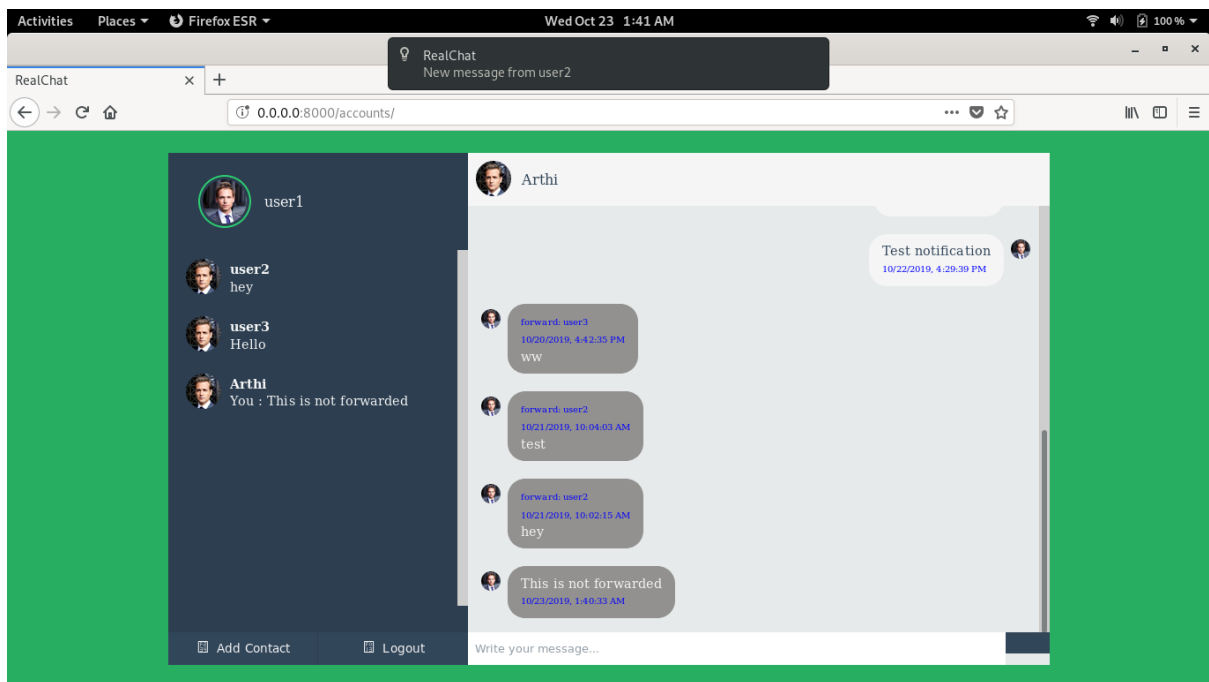 Activities Places Firefox ESR Wed Oct 23 1:41 AM 100 %
RealChat
New message from user2
RealChat
0.0.0.0:8000/accounts/
user1
user2
hey
user3
Hello
Arthi
You : This is not forwarded
Add Contact Logout
Arthi
Test notification
10/22/2019, 4:29:39 PM
forward: user3
10/20/2019, 4:42:35 PM
ww
forward: user2
10/21/2019, 10:04:03 AM
test
forward: user2
10/21/2019, 10:02:15 AM
hey
This is not forwarded
10/23/2019, 1:40:33 AM
Write your message...